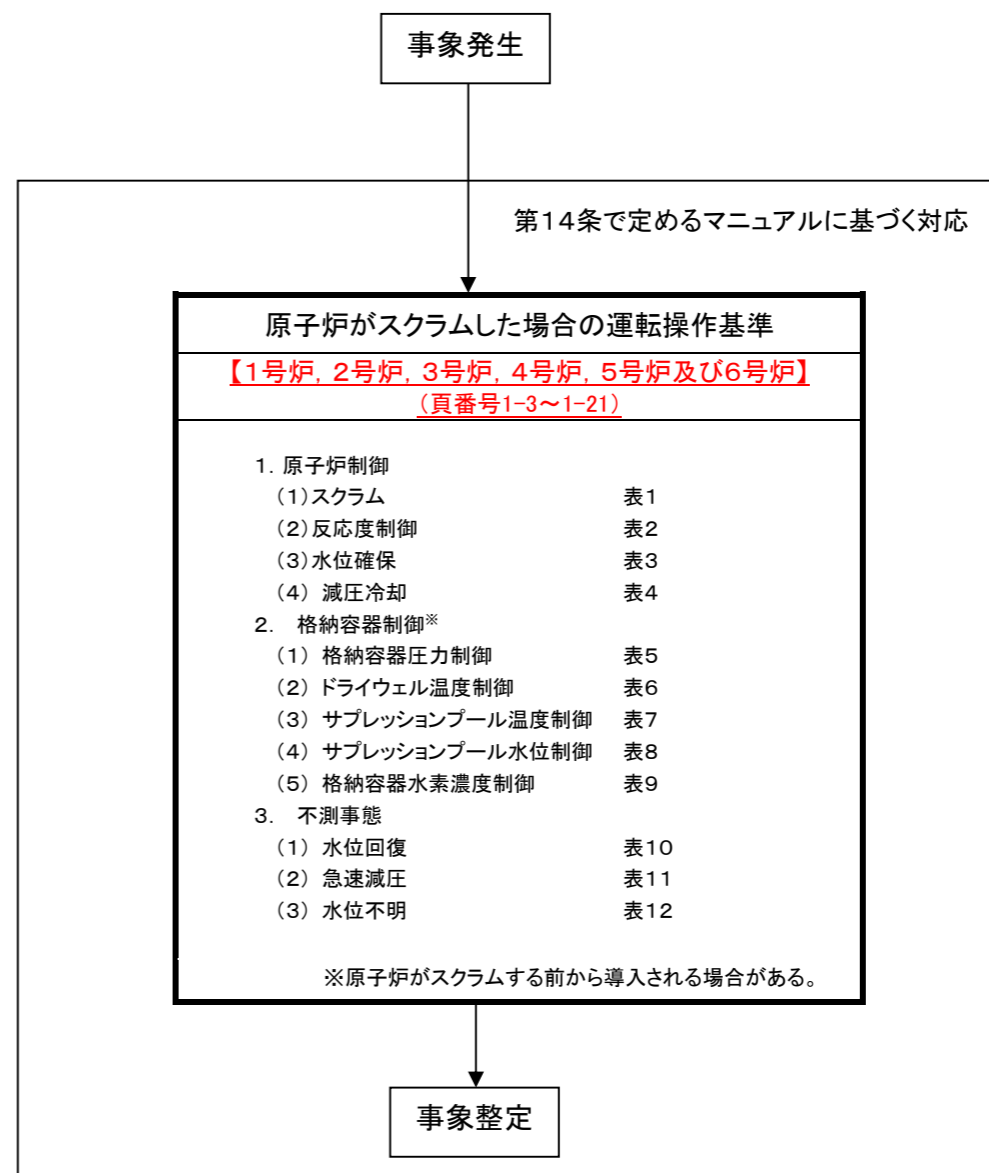 事象発生
第14条で定めるマニュアルに基づく対応
原子炉がスクラムした場合の運転操作基準
【1号炉，2号炉，3号炉，4号炉，5号炉及び6号炉】
（頁番号1-3～1-21）
1．原子炉制御
（1）スクラム 表1
（2）反応度制御 表2
（3）水位確保 表3
（4） 減圧冷却 表4
2． 格納容器制御※
（1） 格納容器圧力制御 表5
（2） ドライウェル温度制御 表6
（3） サプレッションプール温度制御 表7
（4） サプレッションプール水位制御 表8
（5） 格納容器水素濃度制御 表9
3． 不測事態
（1） 水位回復 表10
（2） 急速減圧 表11
（3） 水位不明 表12
※原子炉がスクラムする前から導入される場合がある。
事象整定